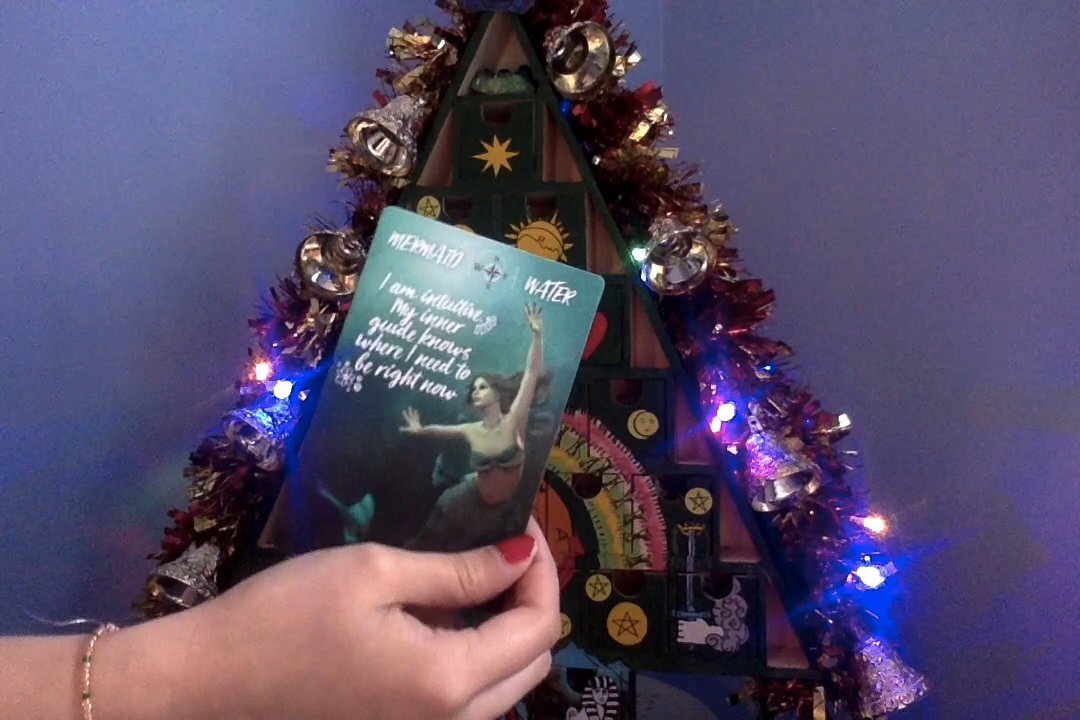 MERMAID
WATER
I am intuitive.
My inner
guide knows
where I need to
be right now